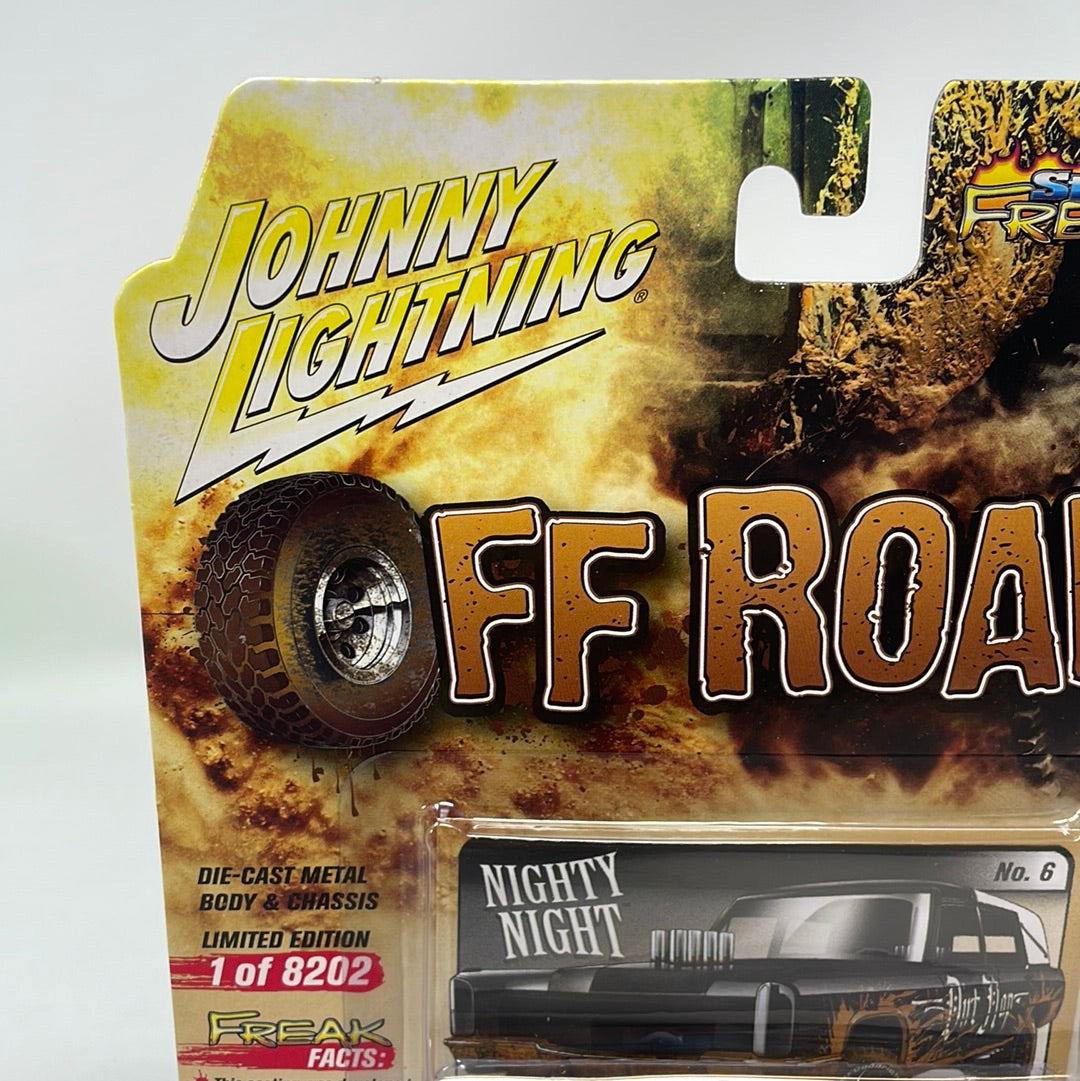 JOHNNY
LIGHTNING®
FF ROA
DIE-CAST METAL
BODY & CHASSIS
LIMITED EDITION
1 of 8202
FREAK
FACTS:
NIGHTY
NIGHT
No. 6